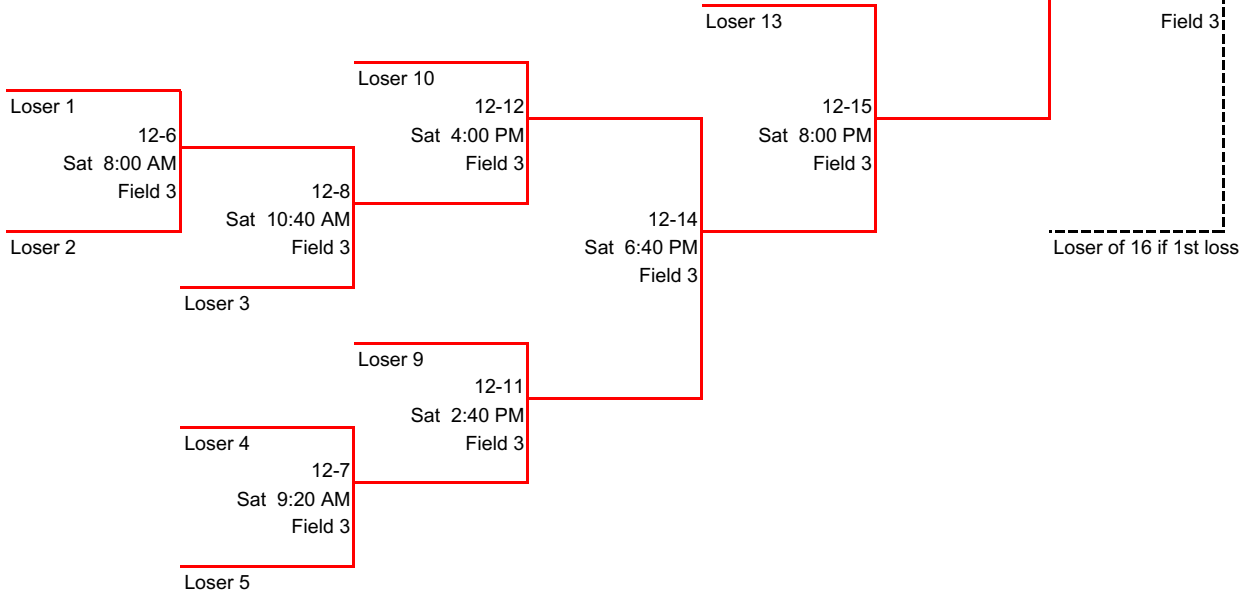 Loser 13
Field 3
Loser 10
Loser 1
12-12
12-15
12-6
Sat 4:00 PM
Sat 8:00 PM
Sat 8:00 AM
Field 3
Field 3
Field 3
12-8
Sat 10:40 AM
12-14
Loser 2
Field 3
Sat 6:40 PM
Loser of 16 if 1st loss
Field 3
Loser 3
Loser 9
12-11
Sat 2:40 PM
Loser 4
Field 3
12-7
Sat 9:20 AM
Field 3
Loser 5